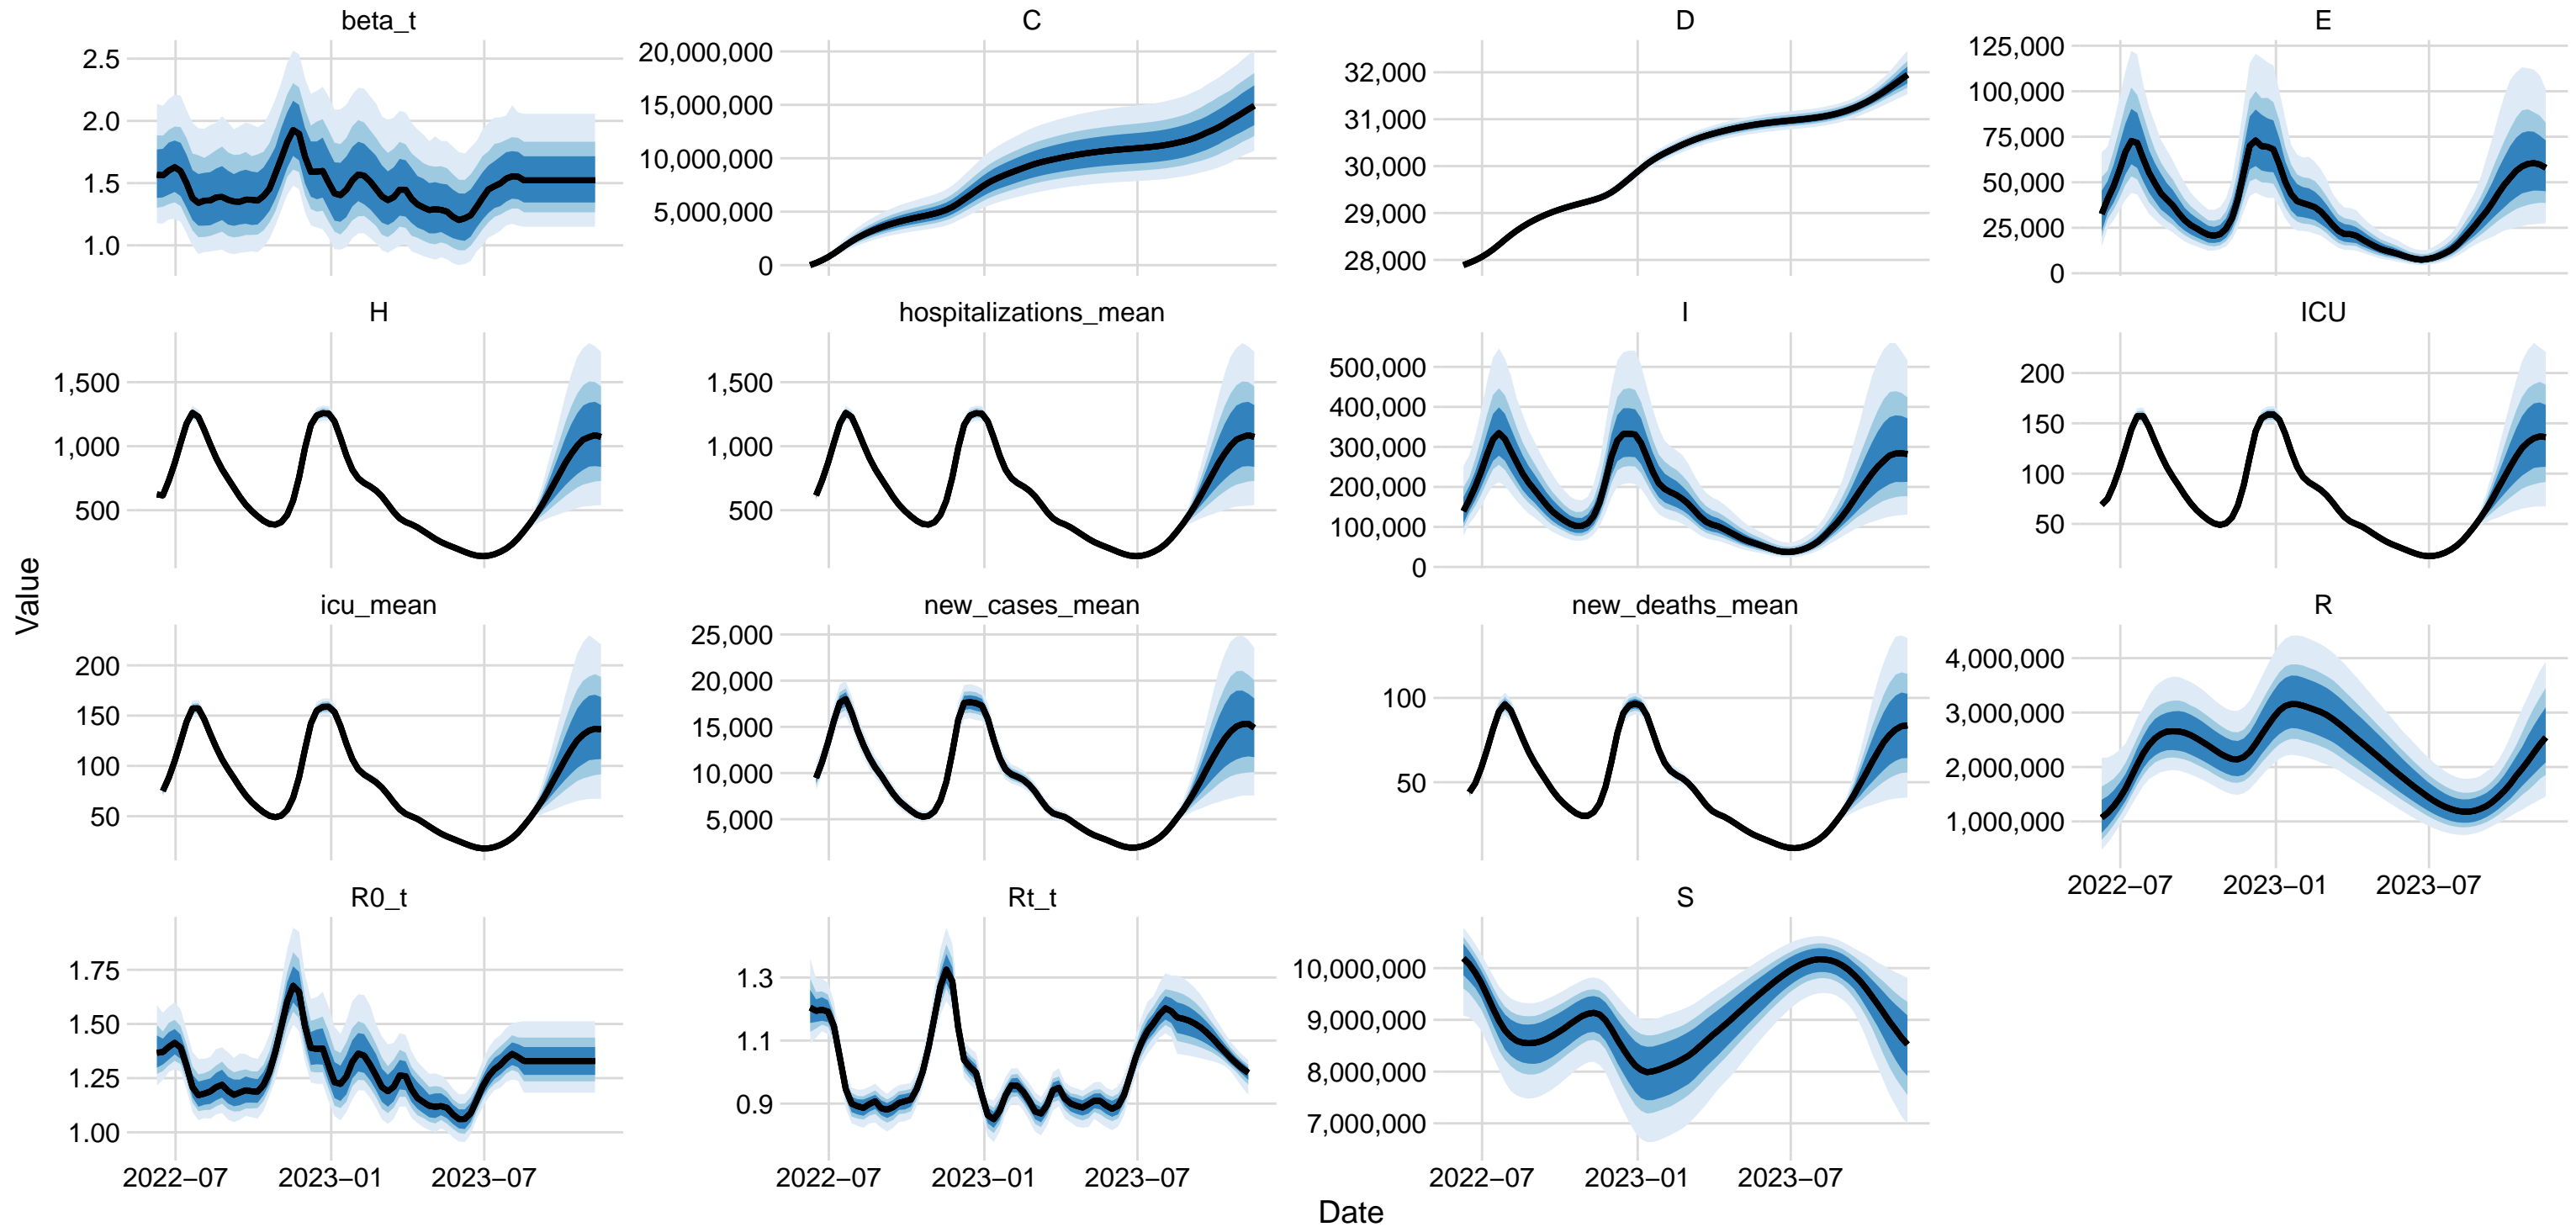 beta_t
C
D
E
2.5
2.0
1.5
1.0
20,000,000
15,000,000
10,000,000
5,000,000
0
32,000
31,000
30,000
29,000
28,000
125,000
100,000
75,000
50,000
25,000
0
H
hospitalizations_mean
I
ICU
1,500
1,000
500
1,500
1,000
500
500,000
400,000
300,000
200,000
100,000
0
200
150
100
50
icu_mean
new_cases_mean
new_deaths_mean
R
200
150
100
50
25,000
20,000
15,000
10,000
5,000
100
50
4,000,000
3,000,000
2,000,000
1,000,000
2022−07 2023−01 2023−07
R0_t
Rt_t
S
1.75
1.50
1.25
1.00
1.3
1.1
0.9
10,000,000
9,000,000
8,000,000
7,000,000
2022−07 2023−01 2023−07
2022−07 2023−01 2023−07
2022−07 2023−01 2023−07
Value
Date